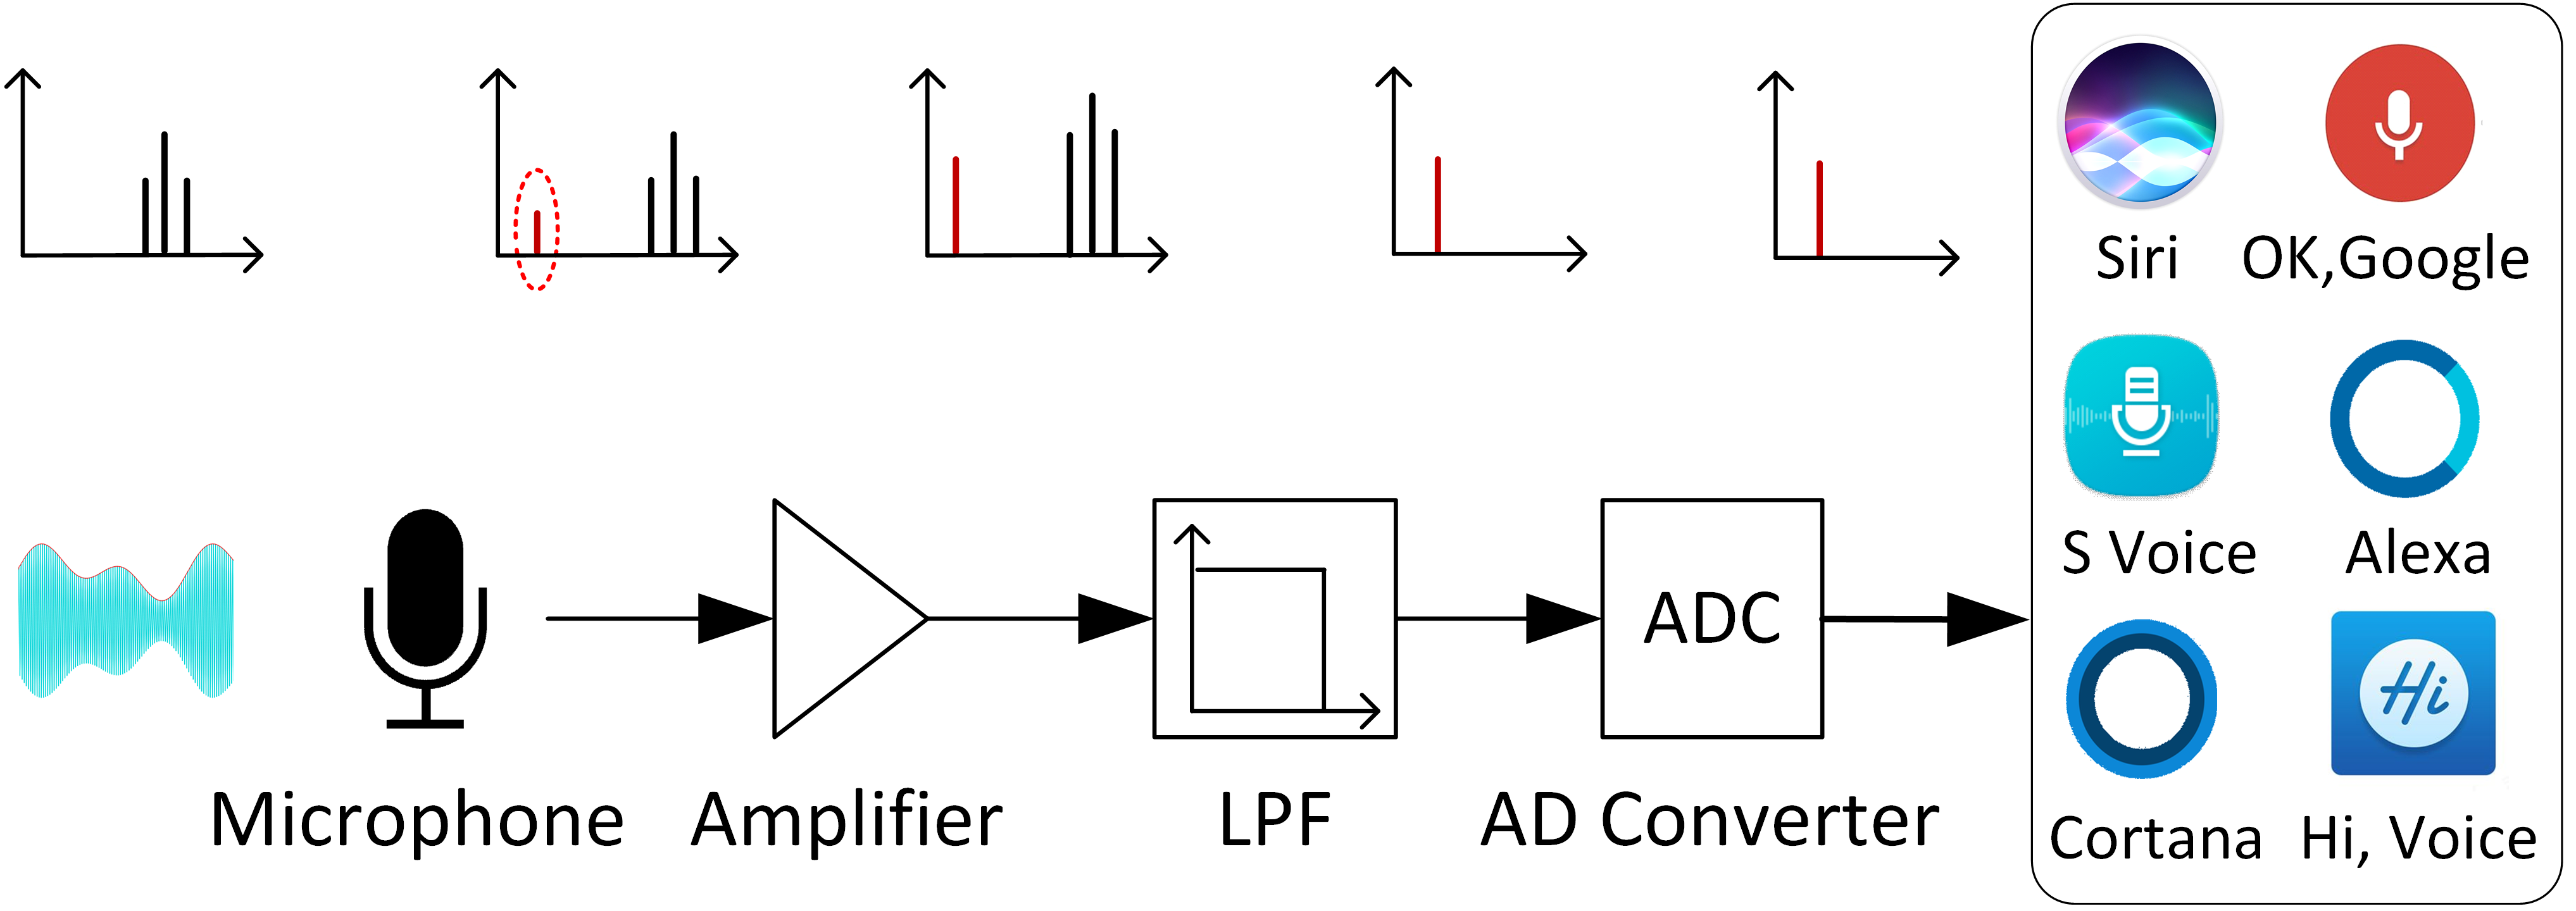 Siri
OK,Google
S Voice
Alexa
ADC
Hi
Microphone
Amplifier
LPF
AD Converter
Cortana
Hi, Voice